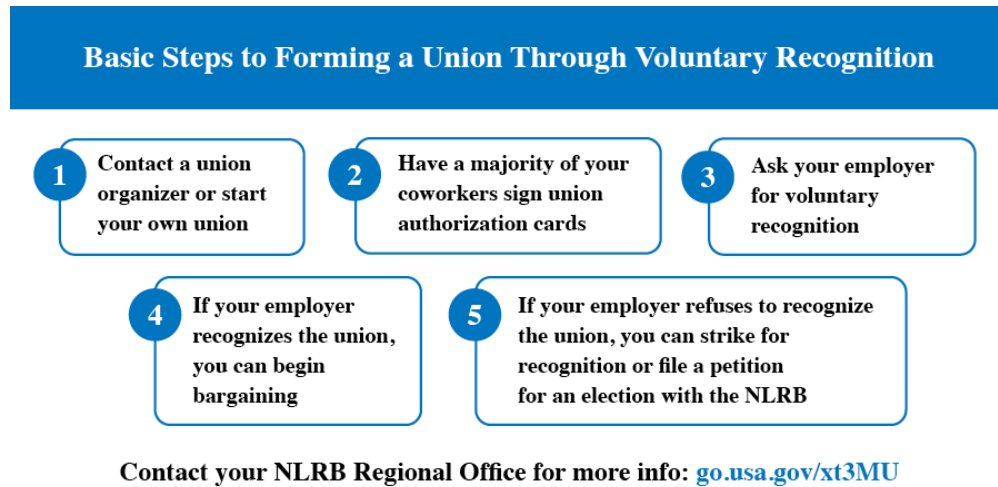 Basic Steps to Forming a Union Through Voluntary Recognition
1
Contact a union
organizer or start
your own union
2
Have a majority of your
coworkers sign union
authorization cards
3
Ask your employer
for voluntary
recognition
4
If your employer
recognizes the union,
you can begin
bargaining
5
If your employer refuses to recognize
the union, you can strike for
recognition or file a petition
for an election with the NLRB
Contact your NLRB Regional Office for more info: go.usa.gov/xt3MU